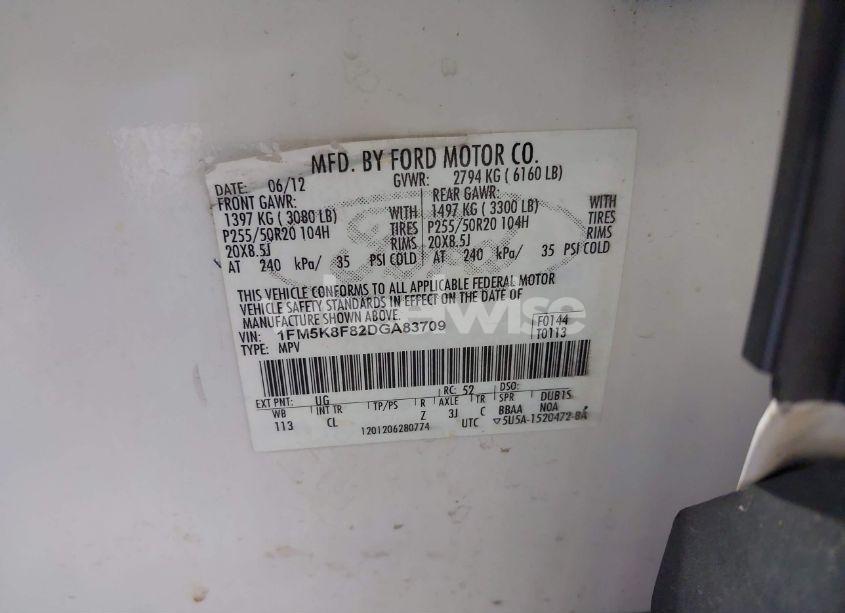 MFD. BY FORD MOTOR CO.
DATE: 06/12 GVWR: 2794 KG ( 6160 LB)
FRONT GAWR: REAR GAWR:
1397 KG ( 3080 LB) WITH 1497 KG ( 3300 LB) WITH
P255/50R20 104H TIRES P255/50R20 104H TIRES
20X8.5J RIMS 20X8.5J RIMS
AT 240 kPa/ 35 PSI COLD AT 240 kPa/ 35 PSI COLD
THIS VEHICLE CONFORMS TO ALL APPLICABLE FEDERAL MOTOR
VEHICLE SAFETY STANDARDS IN EFFECT ON THE DATE OF
MANUFACTURE SHOWN ABOVE.
VIN: 1FM5K8F82DGA83709 F0144
TYPE: MPV T0113
EXT PNT: UG RC: 52 DSO:
WB INT TR TP/PS R AXLE TR SPR DUB1S
113 CL Z 3J C BBAA NOA
1201206280774 UTC ▽5U5A-1520472-BA